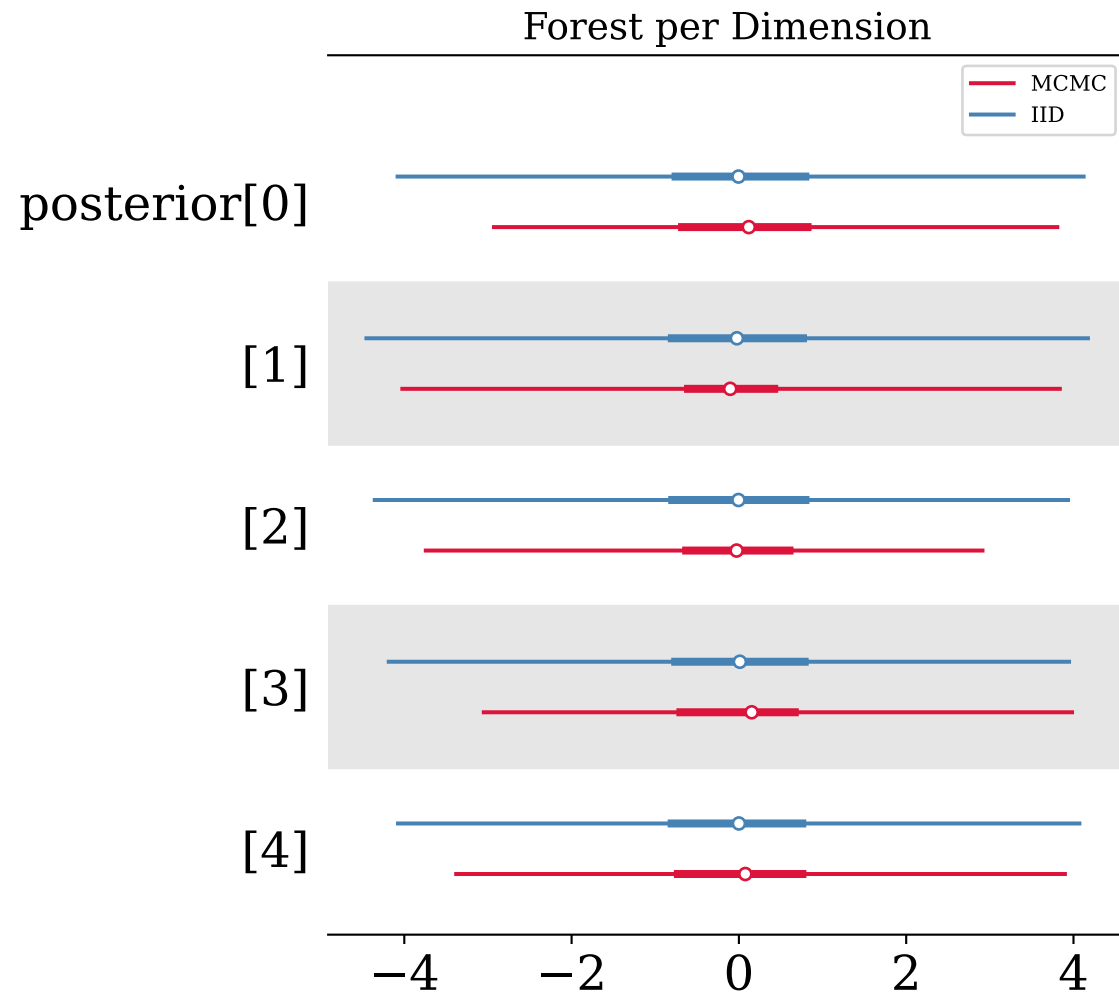 Forest per Dimension
MCMC
IID
posterior[0]
[1]
[2]
[3]
[4]
−4 −2 0 2 4